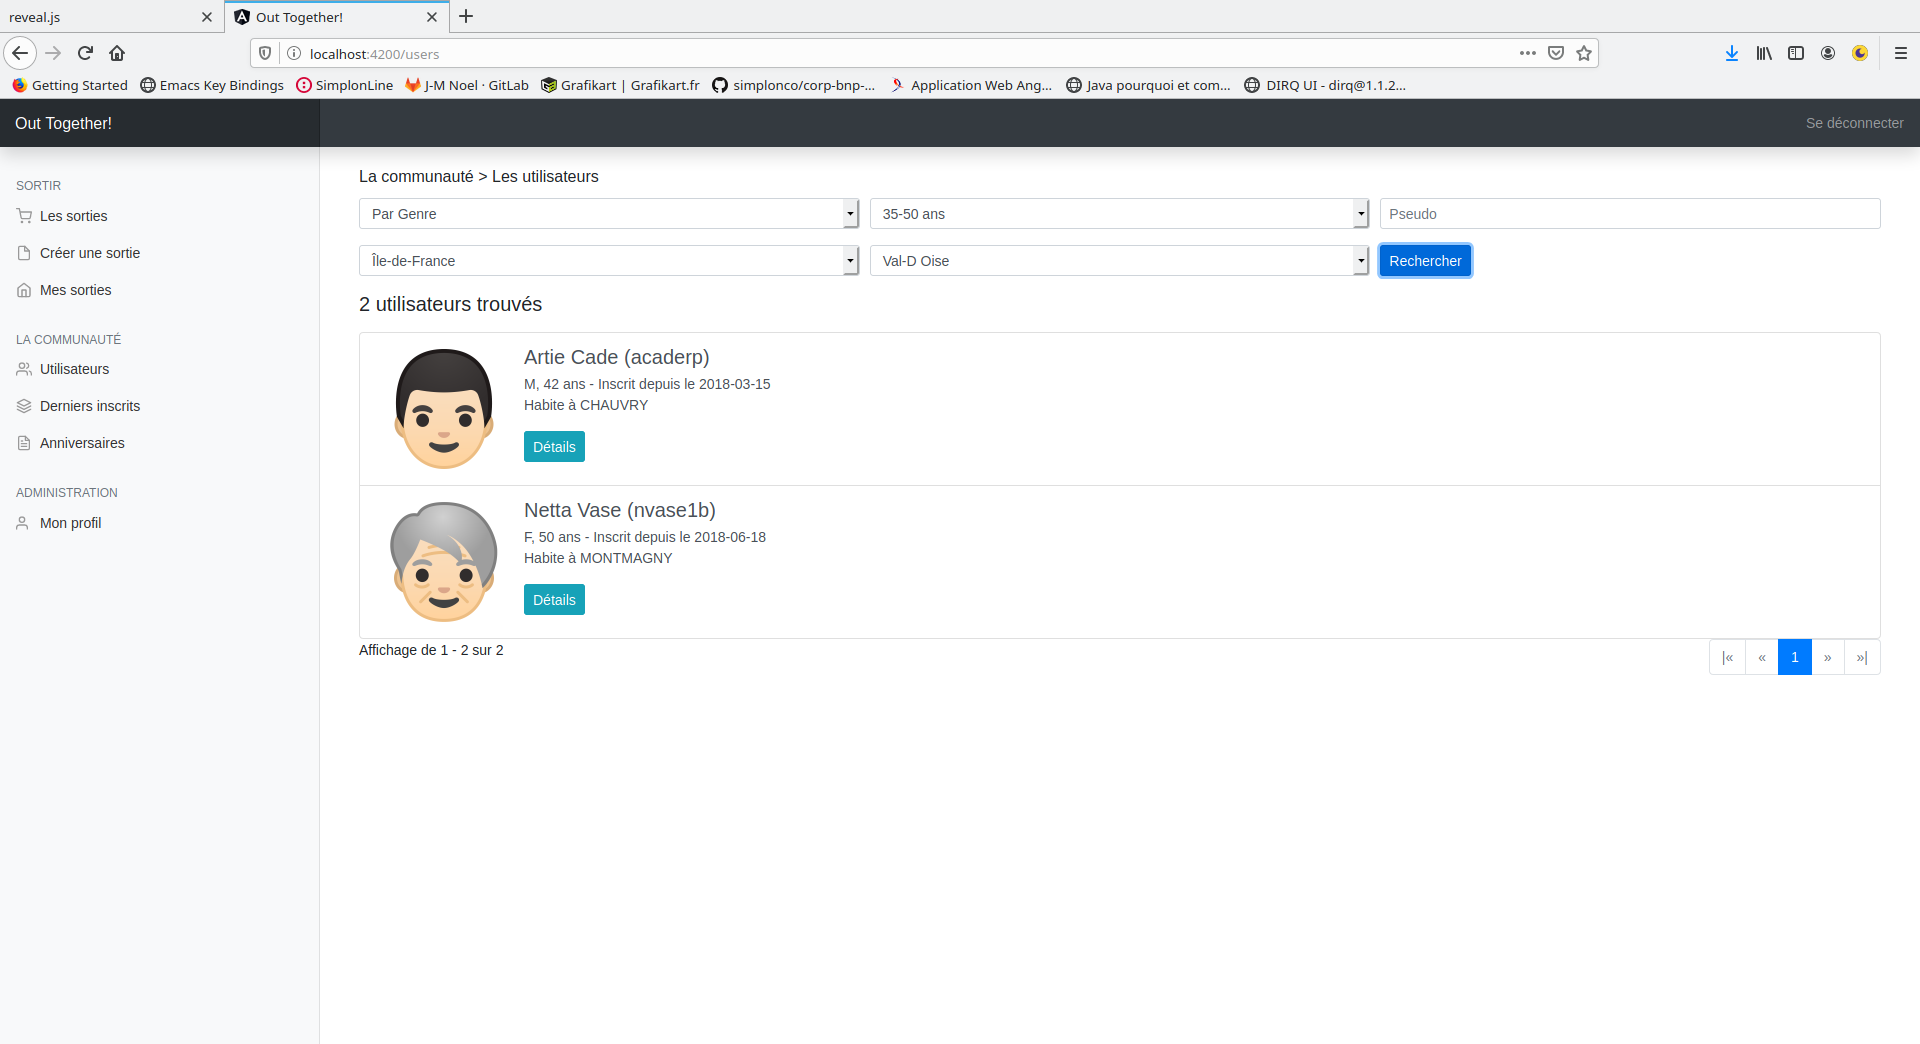 reveal.js
Out Together!
localhost:4200/users
Getting Started
Emacs Key Bindings
SimplonLine
J-M Noel · GitLab
Grafikart | Grafikart.fr
simplonco/corp-bnp-...
Application Web Ang...
Java pourquoi et com...
DIRQ UI - dirq@1.1.2...
Out Together!
Se déconnecter
SORTIR
Les sorties
Créer une sortie
Mes sorties
LA COMMUNAUTÉ
Utilisateurs
Derniers inscrits
Anniversaires
ADMINISTRATION
Mon profil
La communauté > Les utilisateurs
Par Genre
35-50 ans
Pseudo
Île-de-France
Val-D Oise
Rechercher
2 utilisateurs trouvés
Artie Cade (acaderp)
M, 42 ans - Inscrit depuis le 2018-03-15
Habite à CHAUVRY
Détails
Netta Vase (nvase1b)
F, 50 ans - Inscrit depuis le 2018-06-18
Habite à MONTMAGNY
Détails
Affichage de 1 - 2 sur 2
|« « 1 » »|